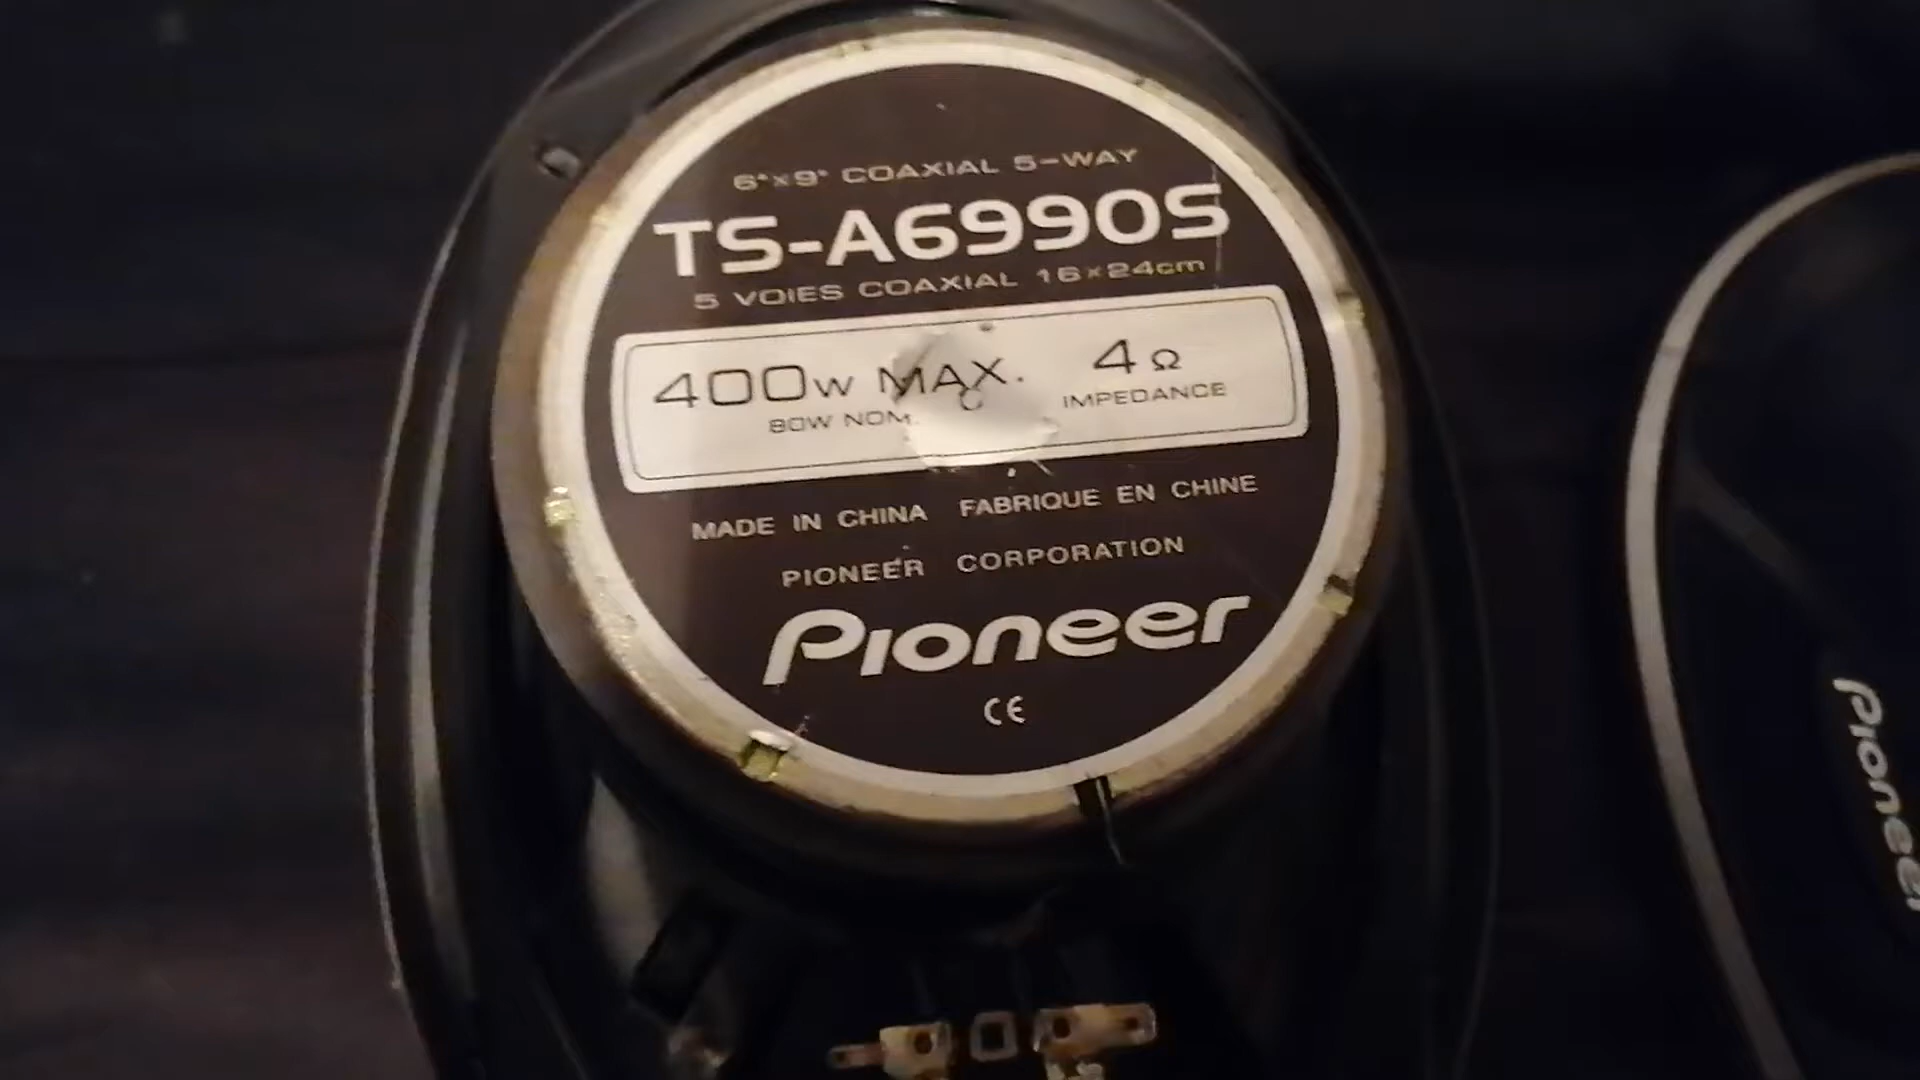 6"x9" COAXIAL 5-WAY
TS-A6990S
5 VOIES COAXIAL 16x24cm
400W MAX. 4Ω
80W NOM. IMPEDANCE
MADE IN CHINA FABRIQUE EN CHINE
PIONEER CORPORATION
Pioneer
CE
Pioneer